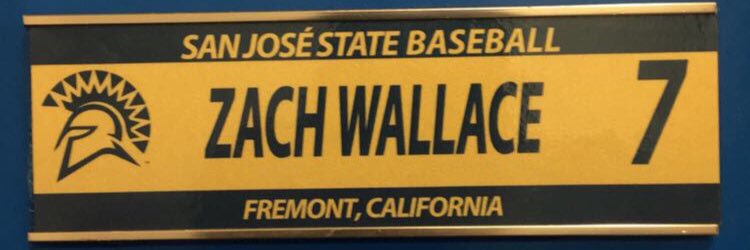 SAN JOSÉ STATE BASEBALL
ZACH WALLACE 7
FREMONT, CALIFORNIA